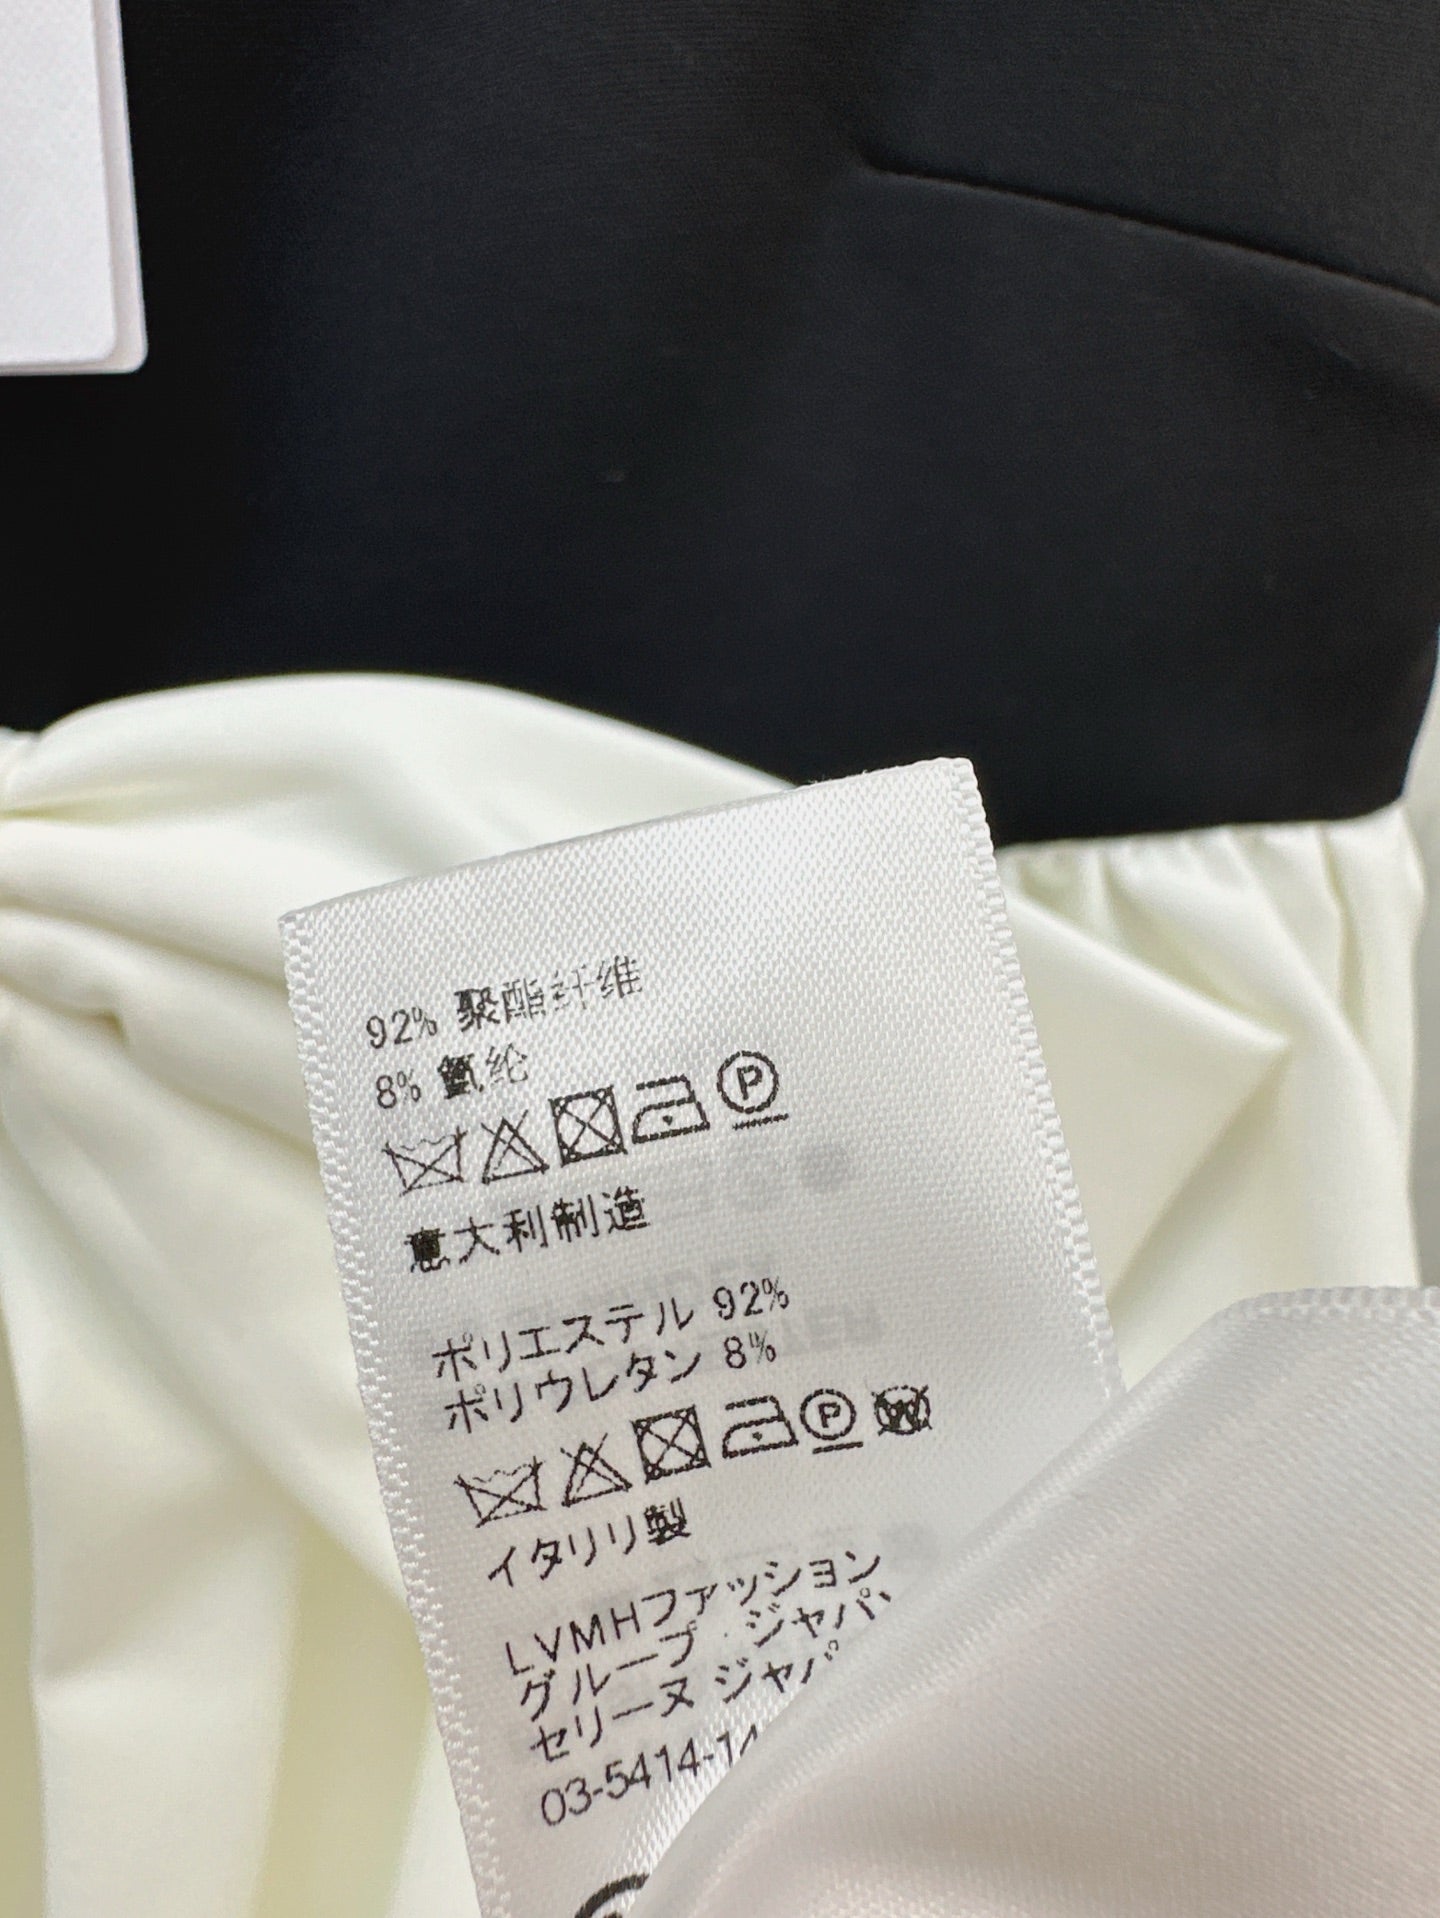 92% 聚酯纤维
8% 氨纶
P
意大利制造
ポリエステル 92%
ポリウレタン 8%
P W
イタリリ製
LVMHファッション
グループ . ジャパ
セリーヌ ジャパ
03-5414-14